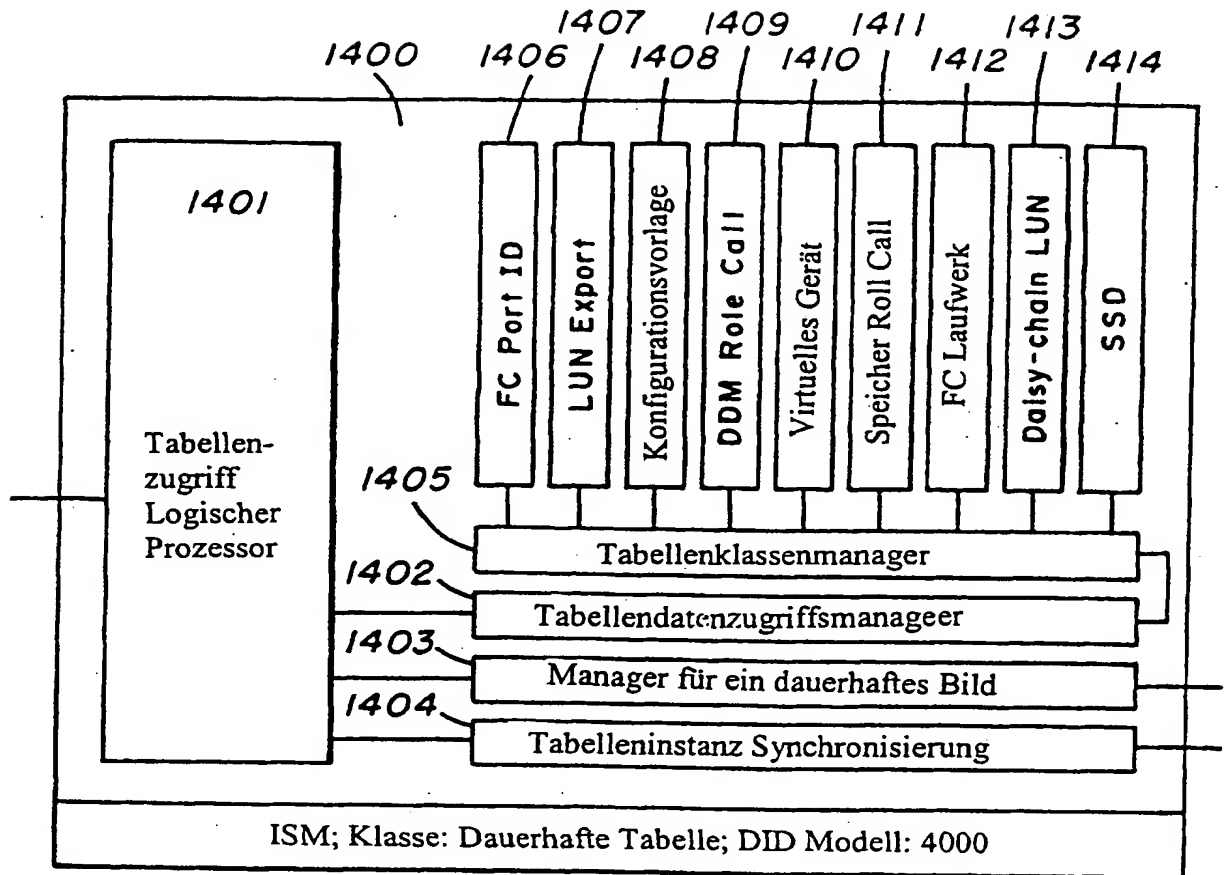 1407
1409
1411
1413
1400
1406
1408
1410
1412
1414
1401
FC Port ID
LUN Export
Konfigurationsvorlage
DDM Role Call
Virtuelles Gerät
Speicher Roll Call
FC Laufwerk
Daisy-chain LUN
SSD
Tabellen-
zugriff
Logischer
Prozessor
1405
Tabellenklassenmanager
1402
Tabellendatenzugriffsmanageer
1403
Manager für ein dauerhaftes Bild
1404
Tabelleninstanz Synchronisierung
ISM; Klasse: Dauerhafte Tabelle; DID Modell: 4000